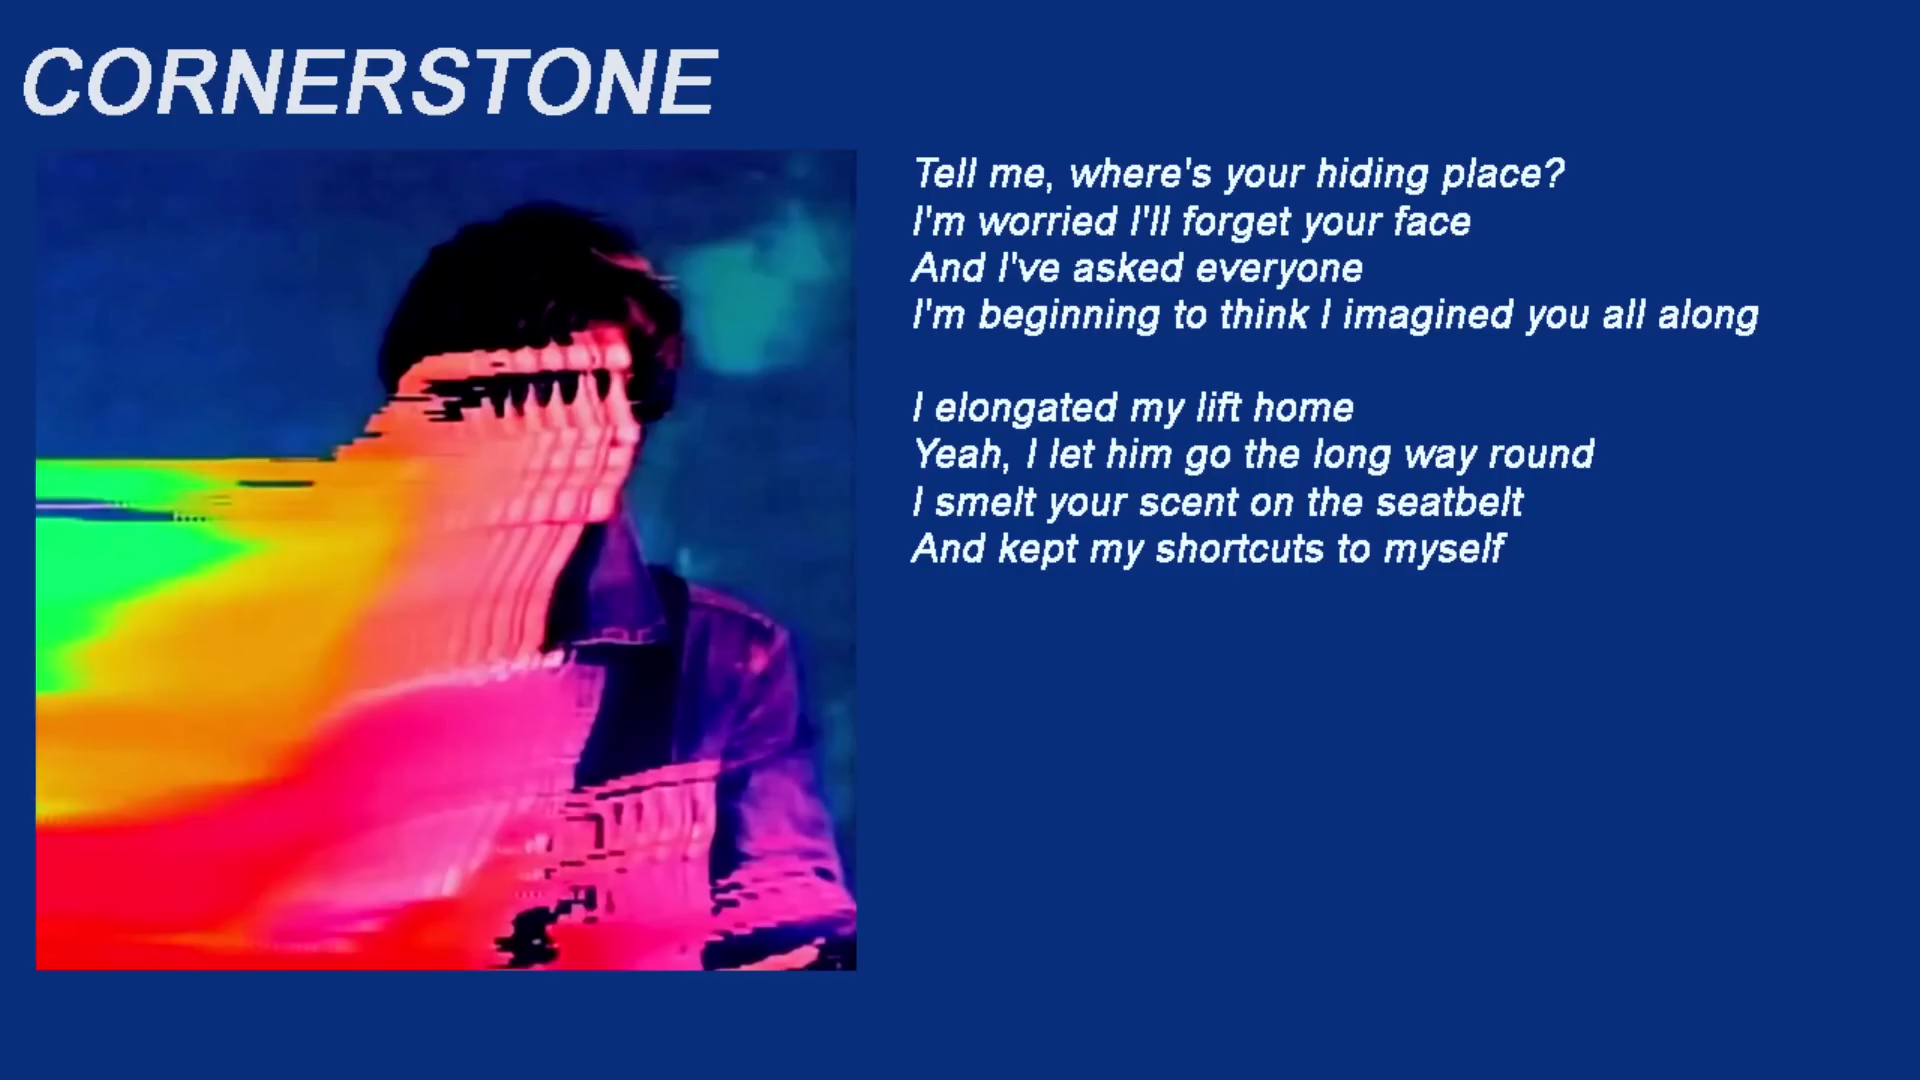 CORNERSTONE
Tell me, where's your hiding place?
I'm worried I'll forget your face
And I've asked everyone
I'm beginning to think I imagined you all along
I elongated my lift home
Yeah, I let him go the long way round
I smelt your scent on the seatbelt
And kept my shortcuts to myself